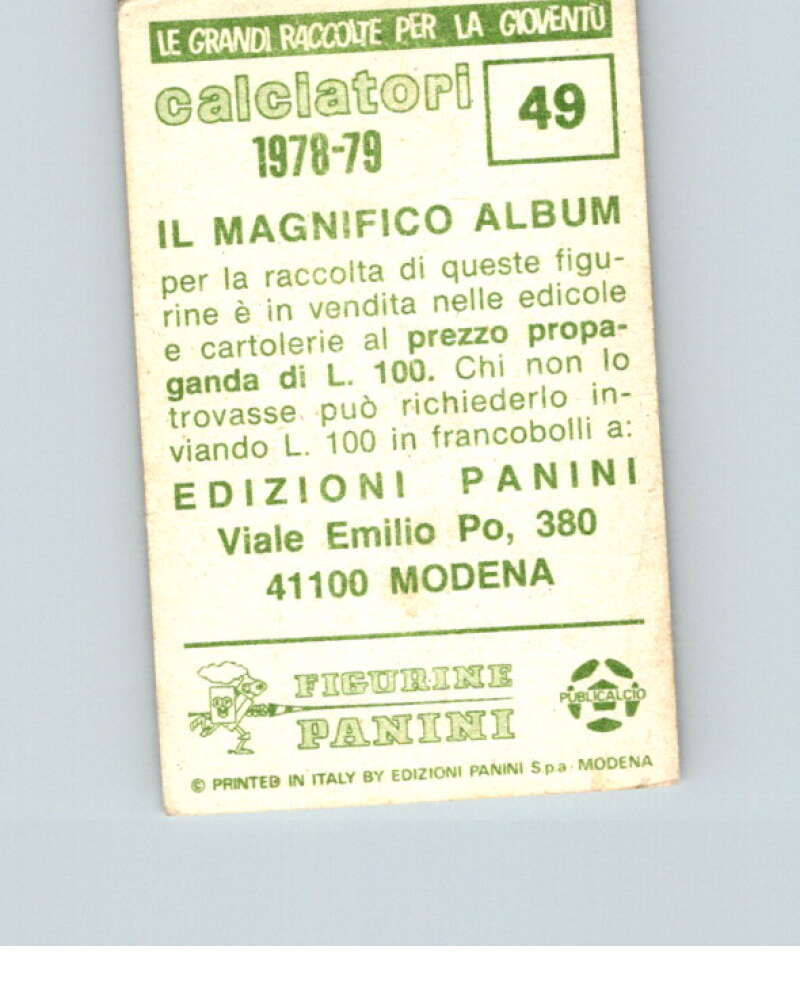 LE GRANDI RACCOLTE PER LA GIOVENTÙ
calciatori
49
1978-79
IL MAGNIFICO ALBUM
per la raccolta di queste figu-
rine è in vendita nelle edicole
e cartolerie al prezzo propa-
ganda di L. 100. Chi non lo
trovasse può richiederlo in-
viando L. 100 in francobolli a:
EDIZIONI PANINI
Viale Emilio Po, 380
41100 MODENA
FIGURINE
PANINI
PUBLICALCIO
© PRINTED IN ITALY BY EDIZIONI PANINI S.p.a - MODENA